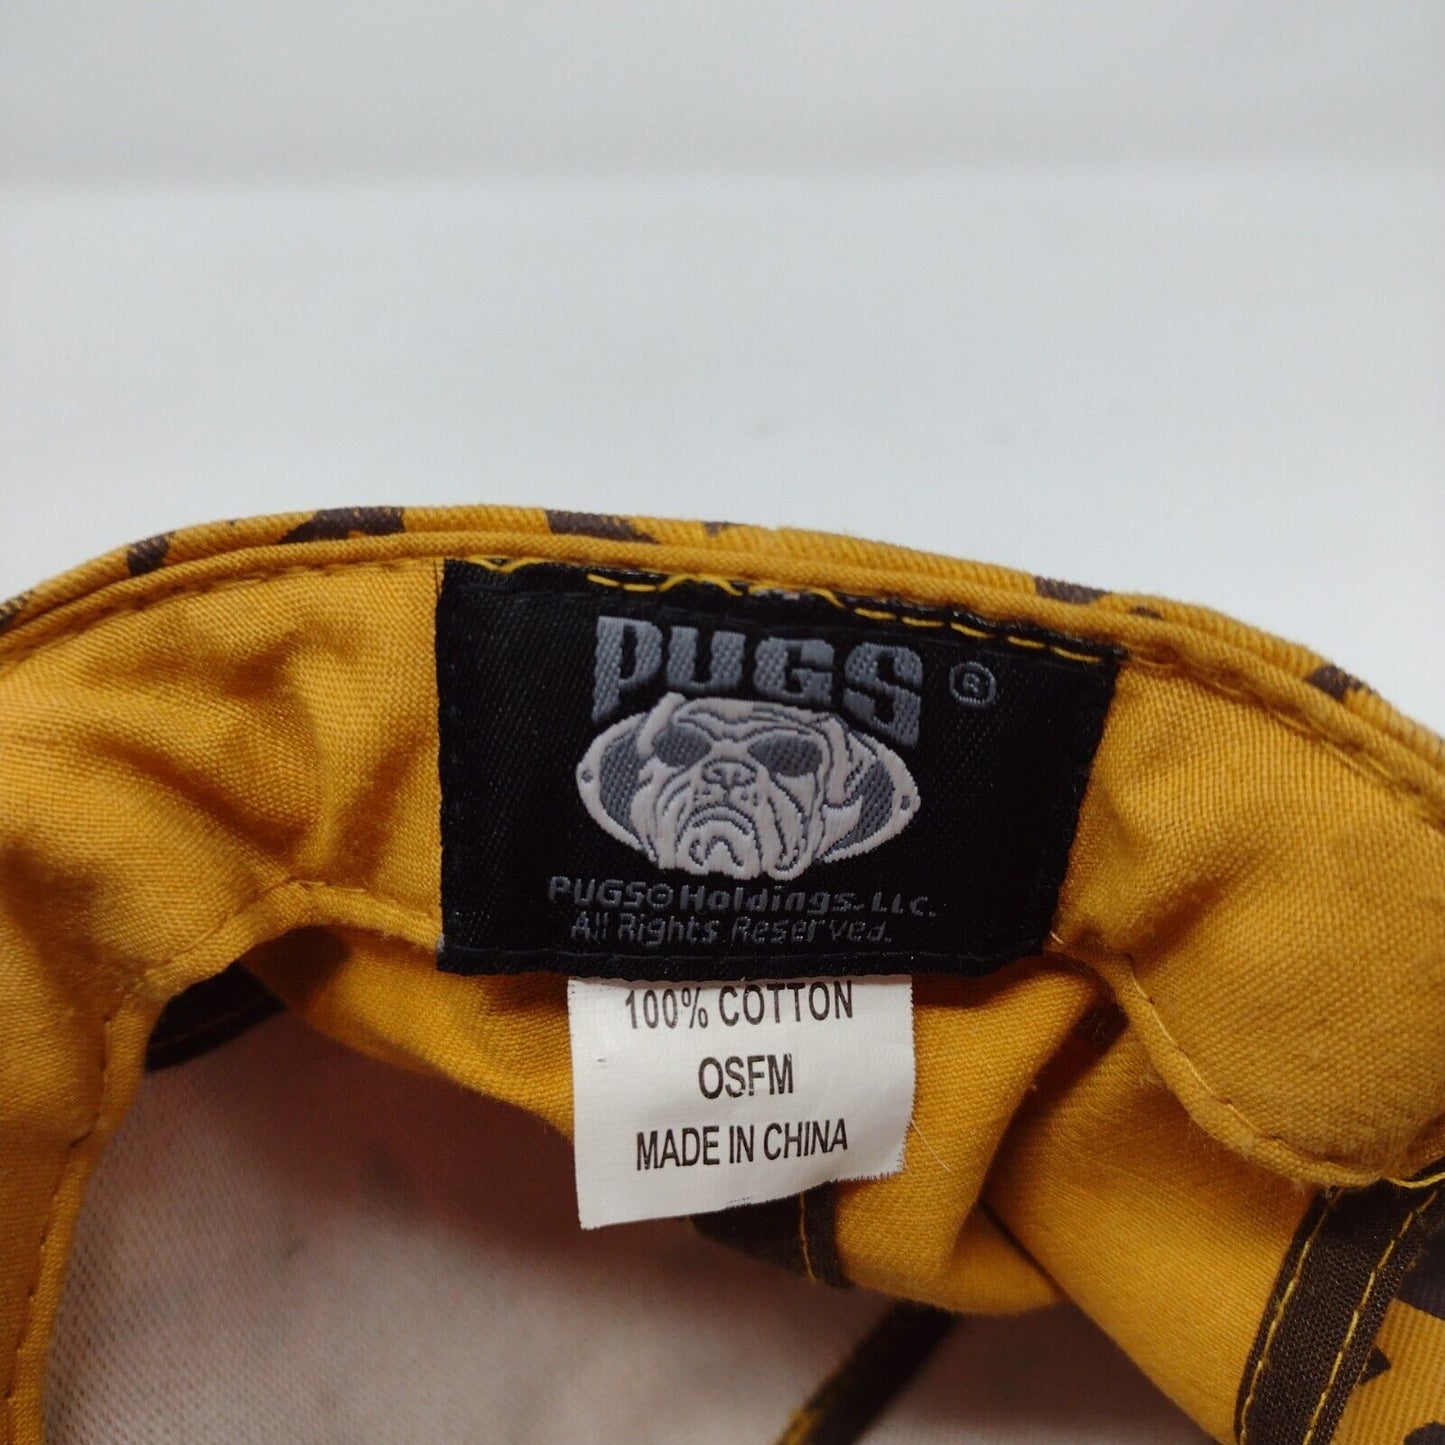 PUGS ®
PUGS® Holdings, LLC.
All Rights Reserved.
100% COTTON
OSFM
MADE IN CHINA